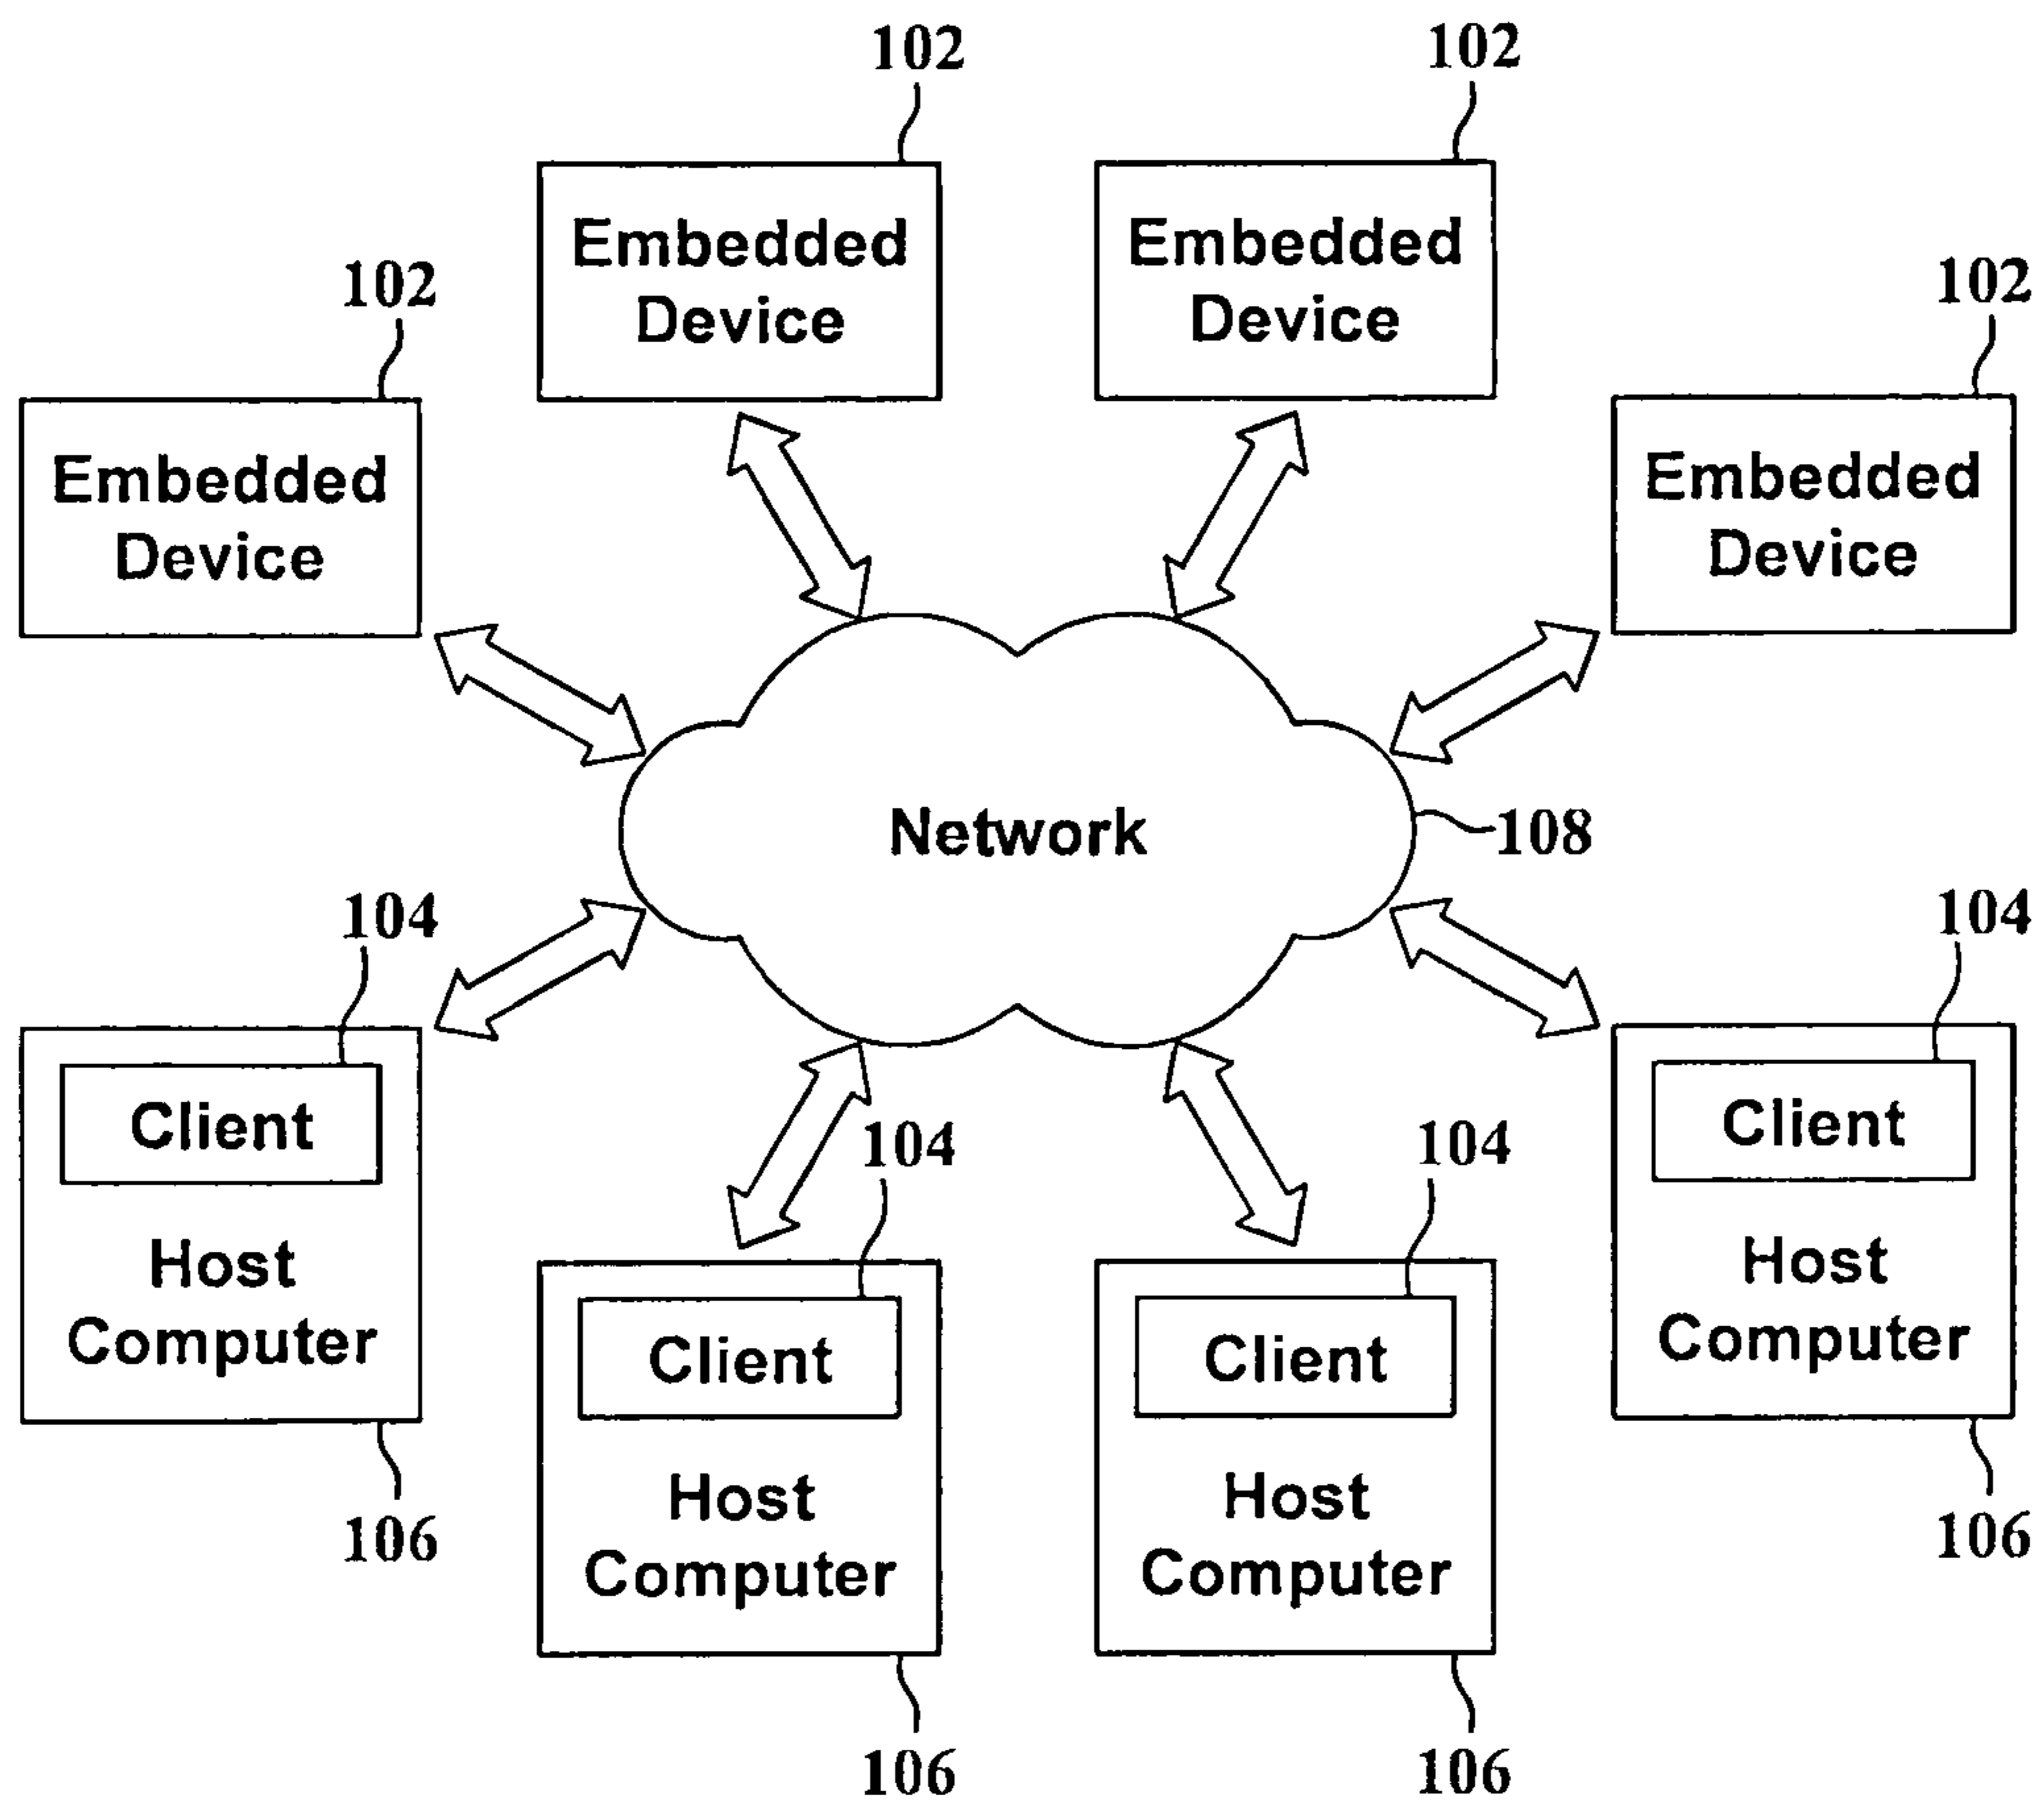 102
102
Embedded
Device
Embedded
Device
102
102
Embedded
Device
Embedded
Device
Network
108
104
104
Client
Host
Computer
104
104
Client
Host
Computer
Client
Host
Computer
Client
Host
Computer
106
106
106
106